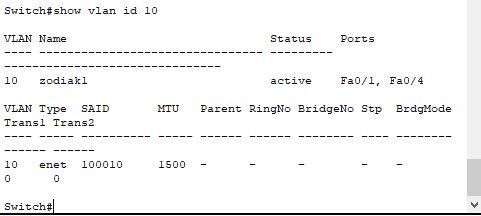 Switch#show vlan id 10
VLAN Name                             Status    Ports
---- -------------------------------- ---------
-------------------------------
10   zodiak1                          active    Fa0/1, Fa0/4
VLAN Type  SAID       MTU   Parent RingNo BridgeNo Stp  BrdgMode
Trans1 Trans2
---- ----- ---------- ----- ------ ------ -------- ---- --------
------ ------
10   enet  100010     1500  -      -      -        -    -
0      0
Switch#